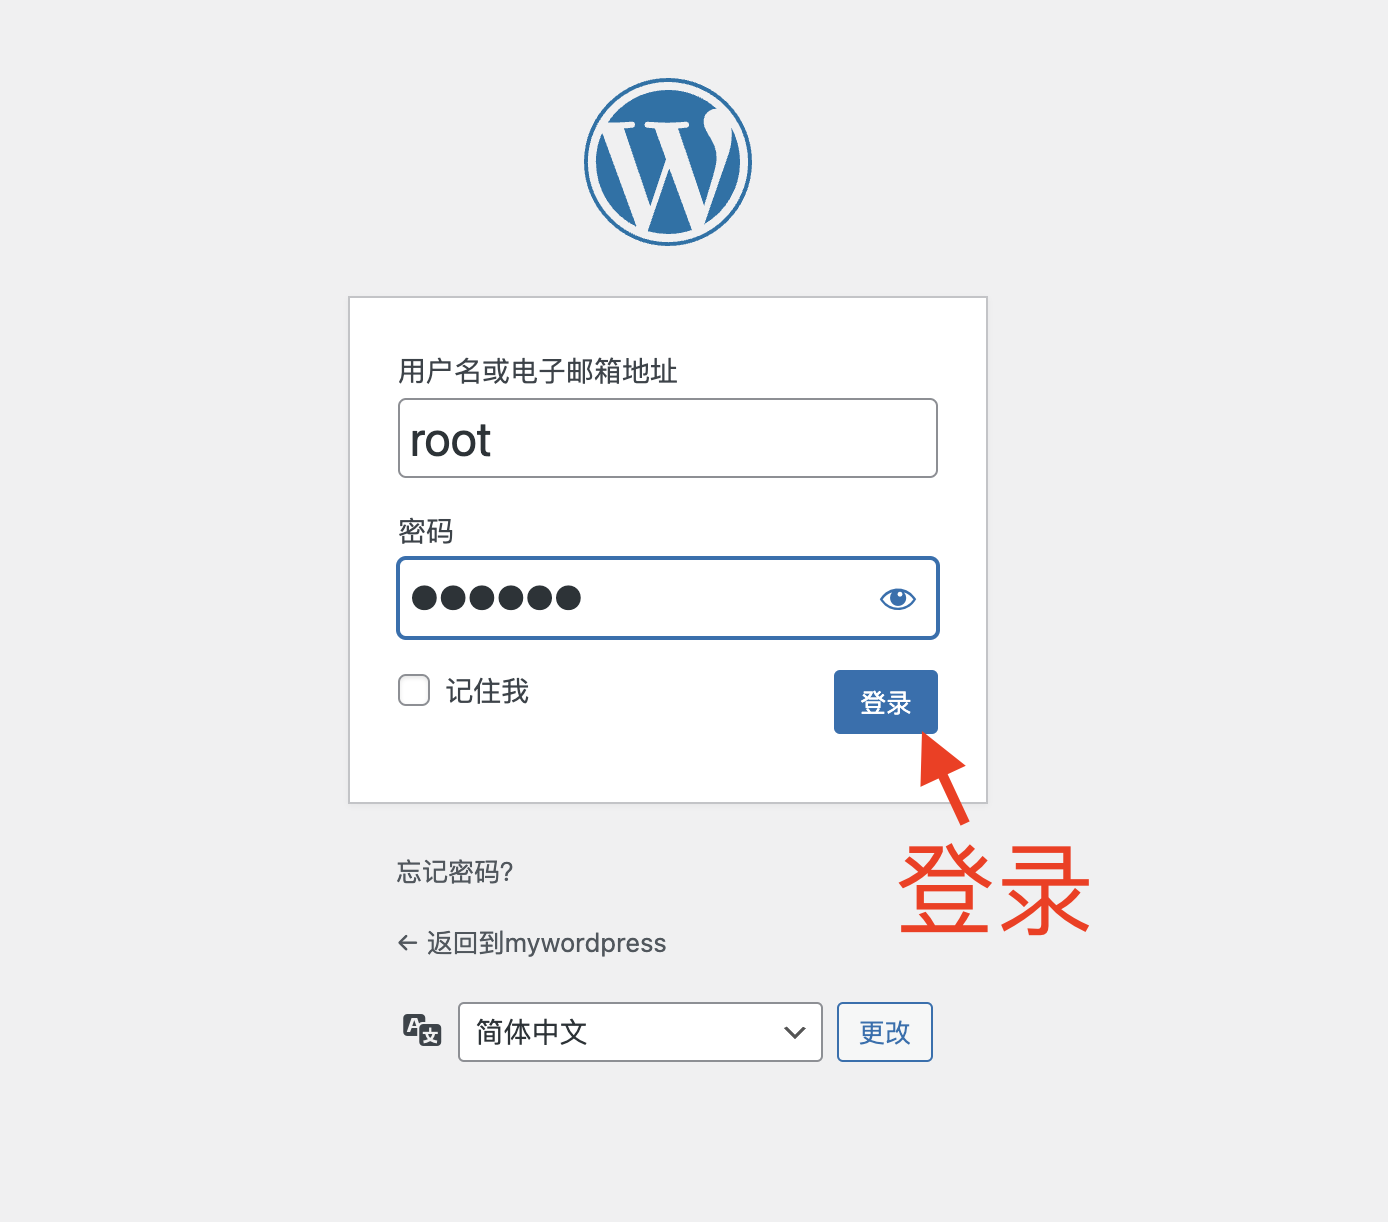 用户名或电子邮箱地址
root
密码
●●●●●●
记住我
登录
登录
忘记密码?
← 返回到mywordpress
简体中文
更改